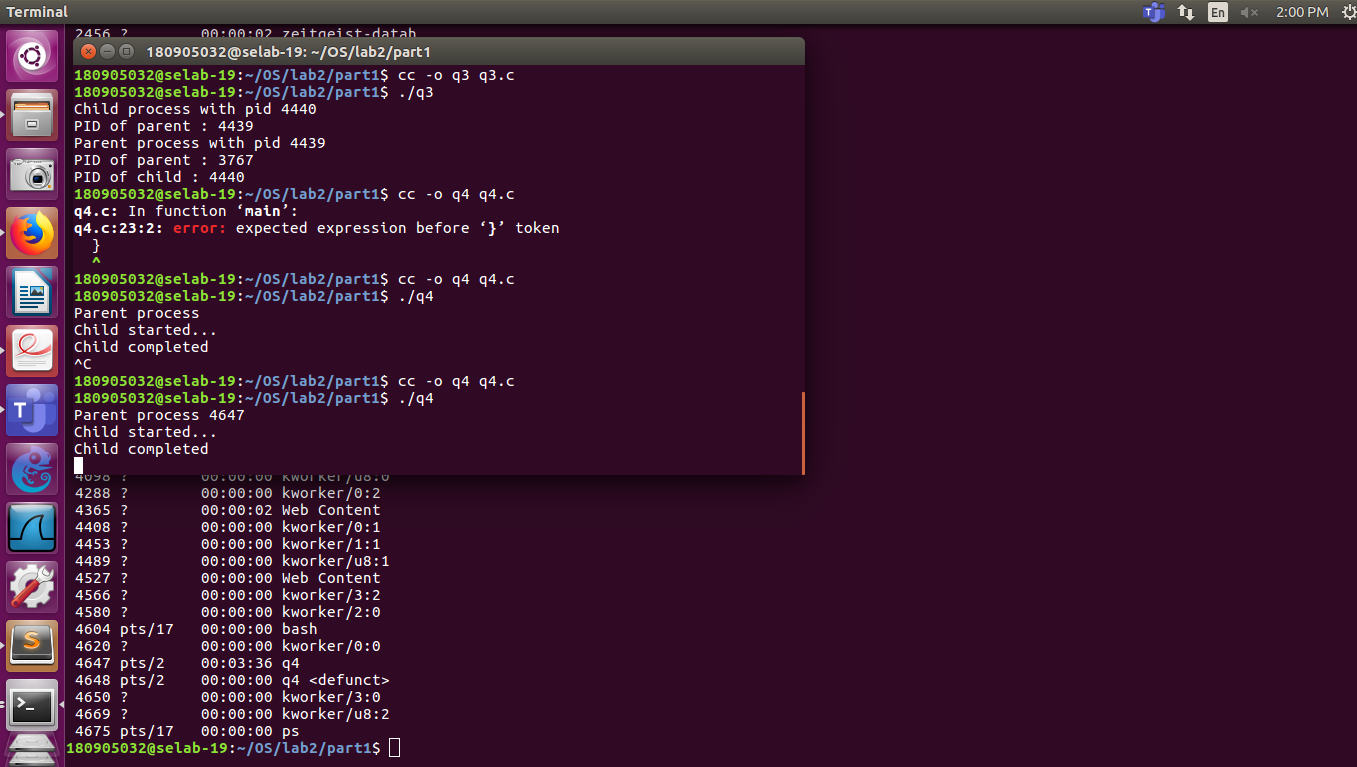 Terminal
En
2:00 PM
2456 ? 00:00:02 zeitgeist-datab
180905032@selab-19: ~/OS/lab2/part1
180905032@selab-19:~/OS/lab2/part1$ cc -o q3 q3.c
180905032@selab-19:~/OS/lab2/part1$ ./q3
Child process with pid 4440
PID of parent : 4439
Parent process with pid 4439
PID of parent : 3767
PID of child : 4440
180905032@selab-19:~/OS/lab2/part1$ cc -o q4 q4.c
q4.c: In function ‘main’:
q4.c:23:2: error: expected expression before ‘}’ token
}
^
180905032@selab-19:~/OS/lab2/part1$ cc -o q4 q4.c
180905032@selab-19:~/OS/lab2/part1$ ./q4
Parent process
Child started...
Child completed
^C
180905032@selab-19:~/OS/lab2/part1$ cc -o q4 q4.c
180905032@selab-19:~/OS/lab2/part1$ ./q4
Parent process 4647
Child started...
Child completed
4098 ? 00:00:00 kworker/u8:0
4288 ? 00:00:00 kworker/0:2
4365 ? 00:00:02 Web Content
4408 ? 00:00:00 kworker/0:1
4453 ? 00:00:00 kworker/1:1
4489 ? 00:00:00 kworker/u8:1
4527 ? 00:00:00 Web Content
4566 ? 00:00:00 kworker/3:2
4580 ? 00:00:00 kworker/2:0
4604 pts/17 00:00:00 bash
4620 ? 00:00:00 kworker/0:0
4647 pts/2 00:03:36 q4
4648 pts/2 00:00:00 q4 <defunct>
4650 ? 00:00:00 kworker/3:0
4669 ? 00:00:00 kworker/u8:2
4675 pts/17 00:00:00 ps
180905032@selab-19:~/OS/lab2/part1$